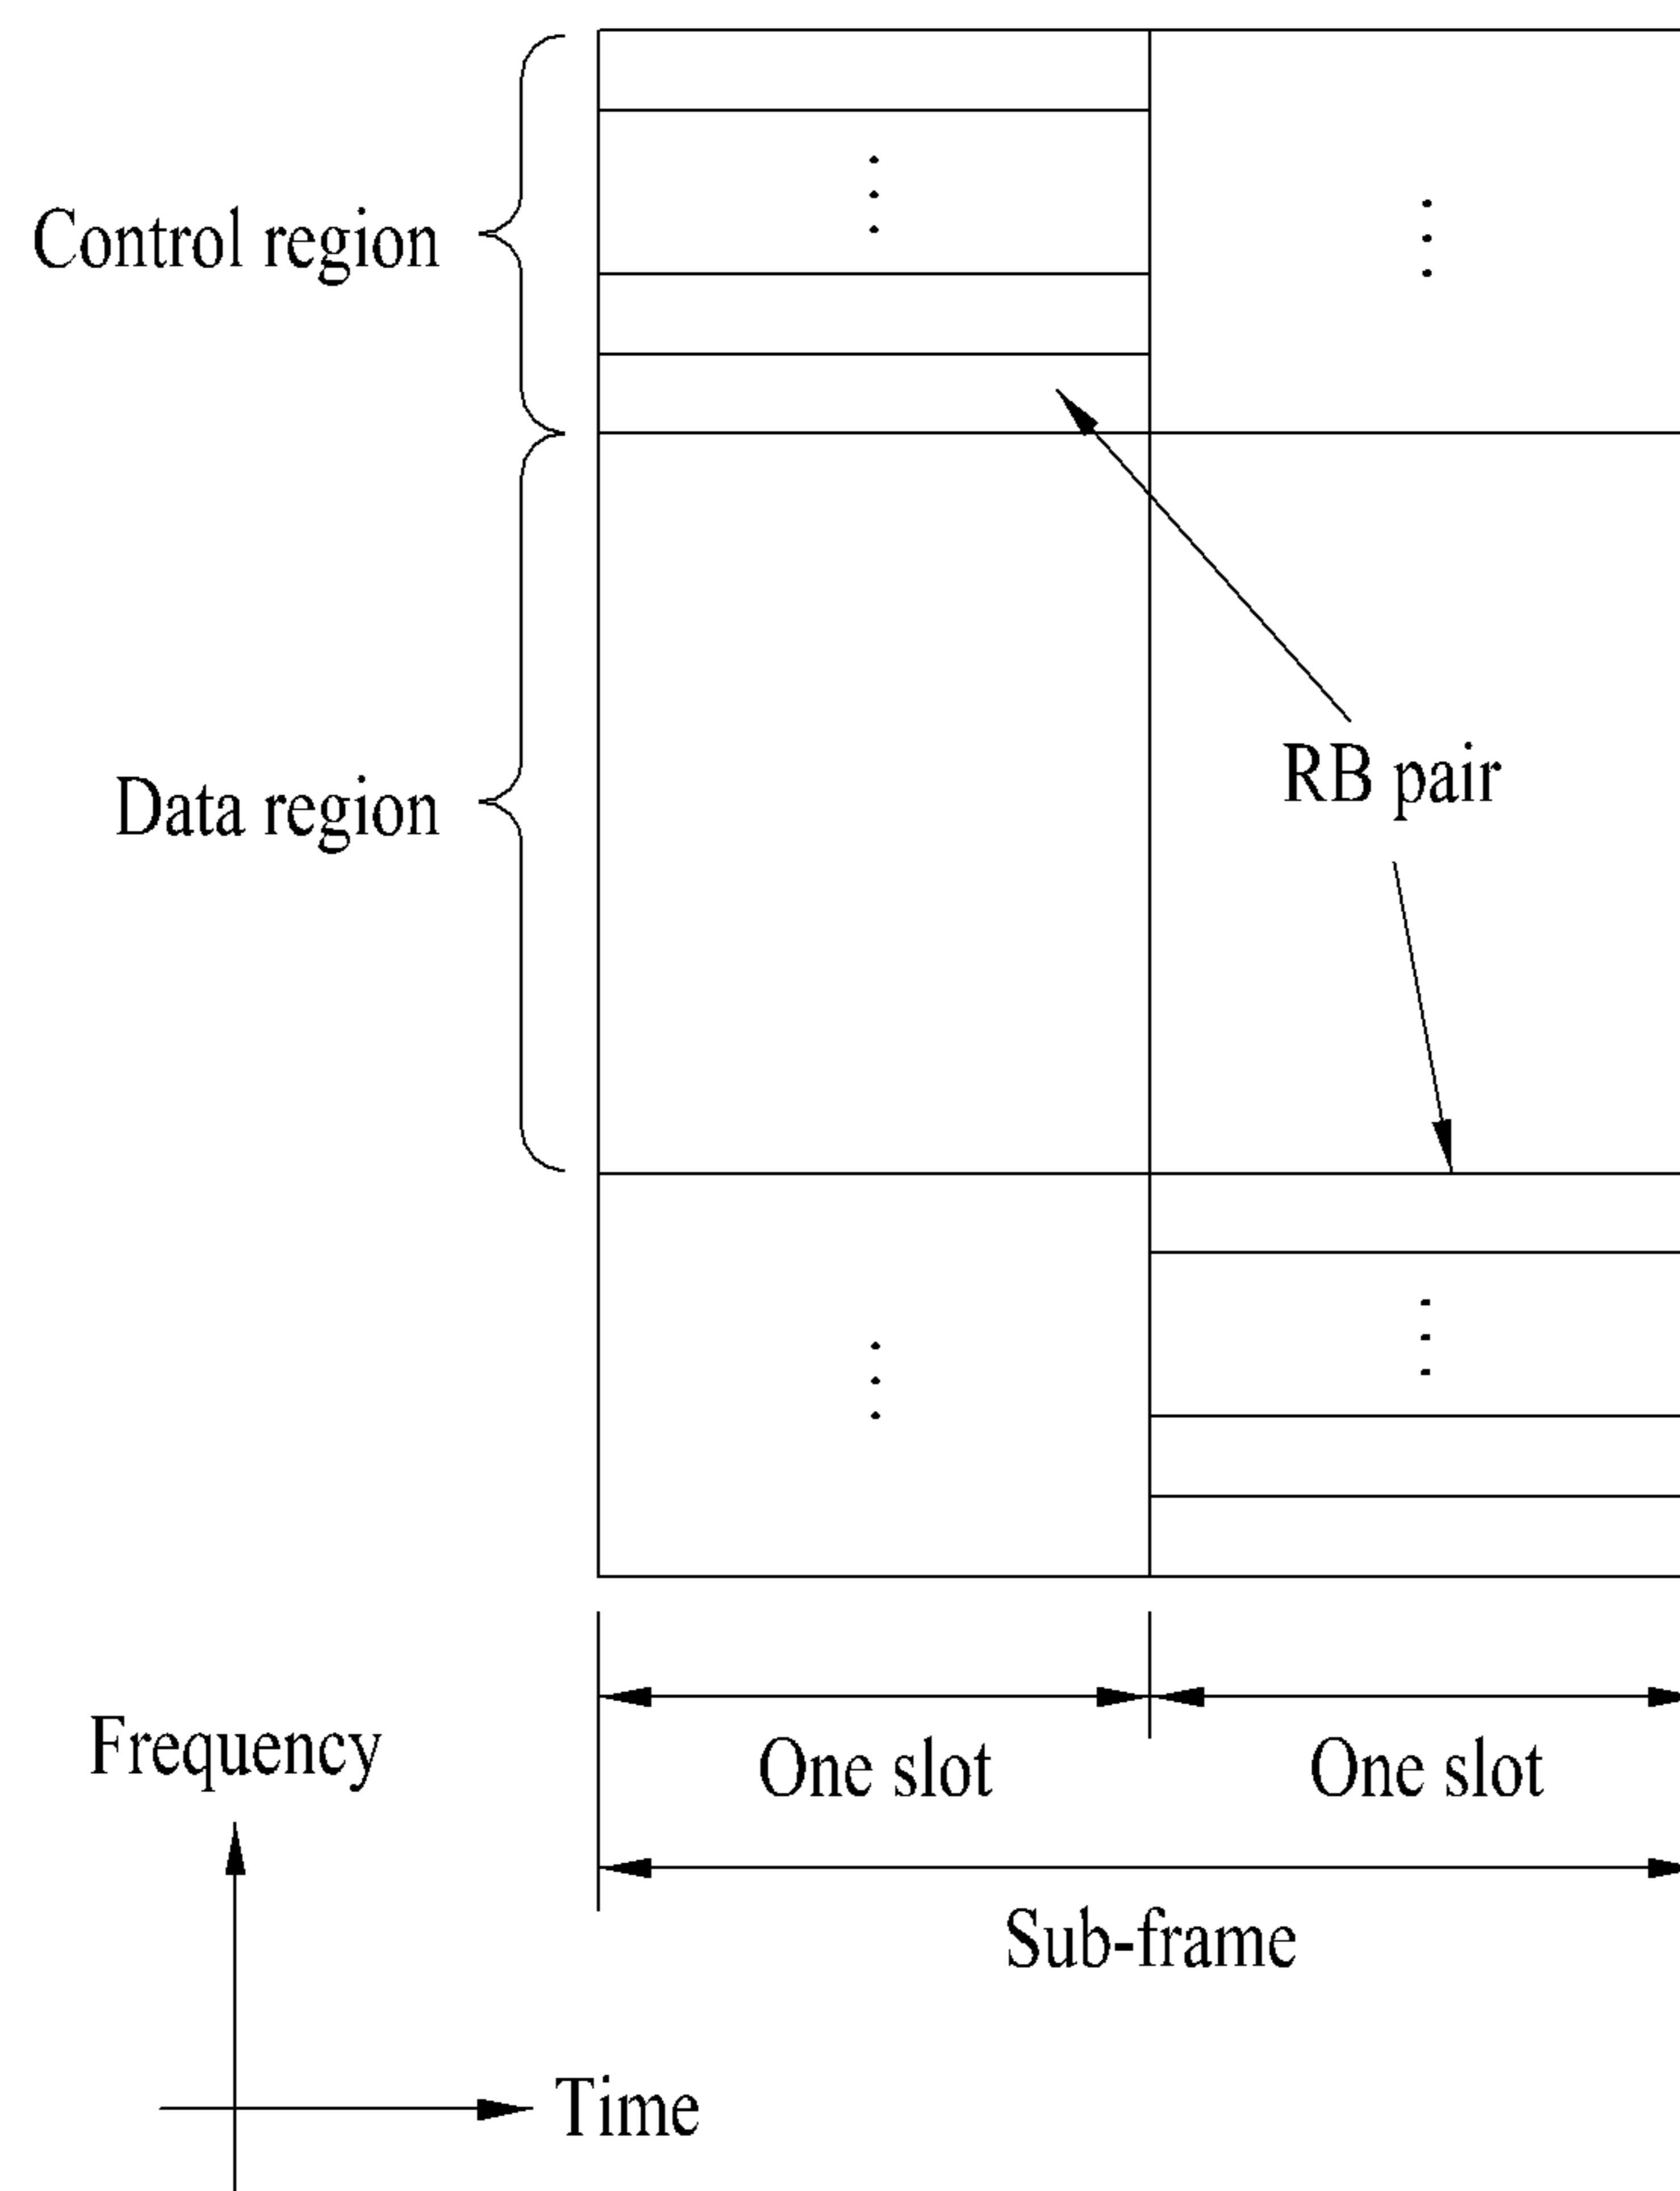 Control region
Data region
RB pair
One slot
One slot
Frequency
Sub-frame
Time